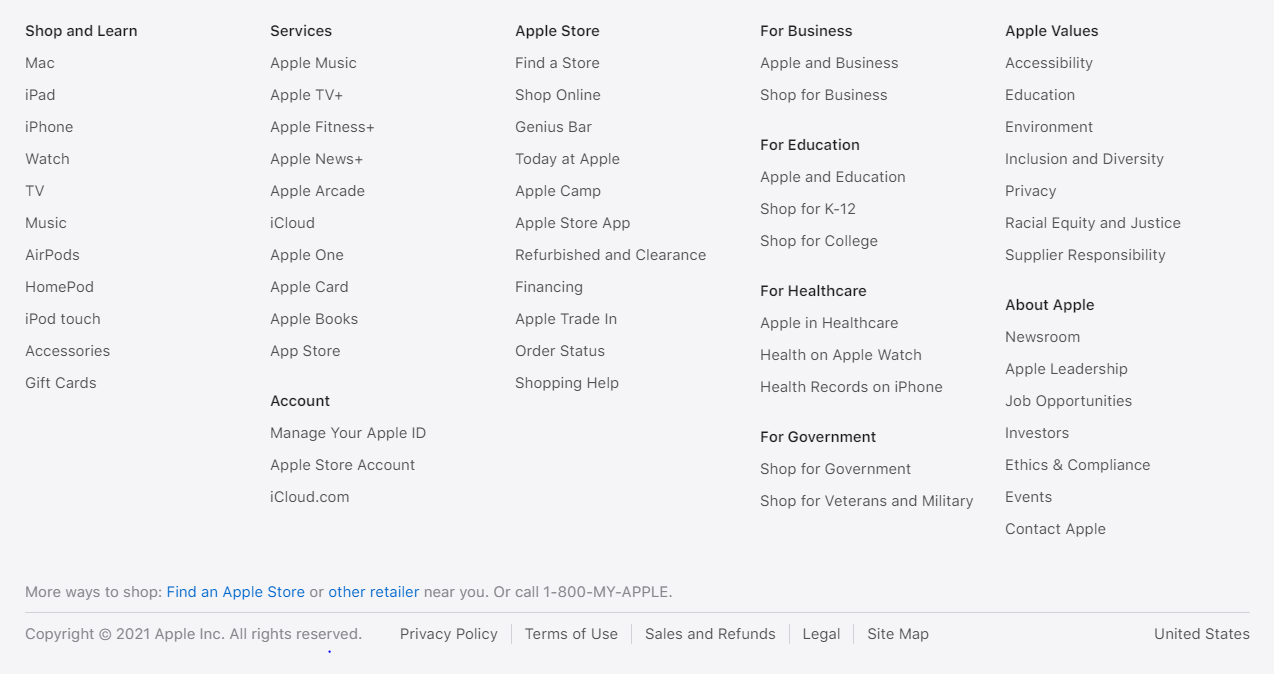 Shop and Learn
Mac
iPad
iPhone
Watch
TV
Music
AirPods
HomePod
iPod touch
Accessories
Gift Cards
Services
Apple Music
Apple TV+
Apple Fitness+
Apple News+
Apple Arcade
iCloud
Apple One
Apple Card
Apple Books
App Store
Account
Manage Your Apple ID
Apple Store Account
iCloud.com
Apple Store
Find a Store
Shop Online
Genius Bar
Today at Apple
Apple Camp
Apple Store App
Refurbished and Clearance
Financing
Apple Trade In
Order Status
Shopping Help
For Business
Apple and Business
Shop for Business
For Education
Apple and Education
Shop for K-12
Shop for College
For Healthcare
Apple in Healthcare
Health on Apple Watch
Health Records on iPhone
For Government
Shop for Government
Shop for Veterans and Military
Apple Values
Accessibility
Education
Environment
Inclusion and Diversity
Privacy
Racial Equity and Justice
Supplier Responsibility
About Apple
Newsroom
Apple Leadership
Job Opportunities
Investors
Ethics & Compliance
Events
Contact Apple
More ways to shop: Find an Apple Store or other retailer near you. Or call 1-800-MY-APPLE.
Copyright © 2021 Apple Inc. All rights reserved. Privacy Policy Terms of Use Sales and Refunds Legal Site Map United States